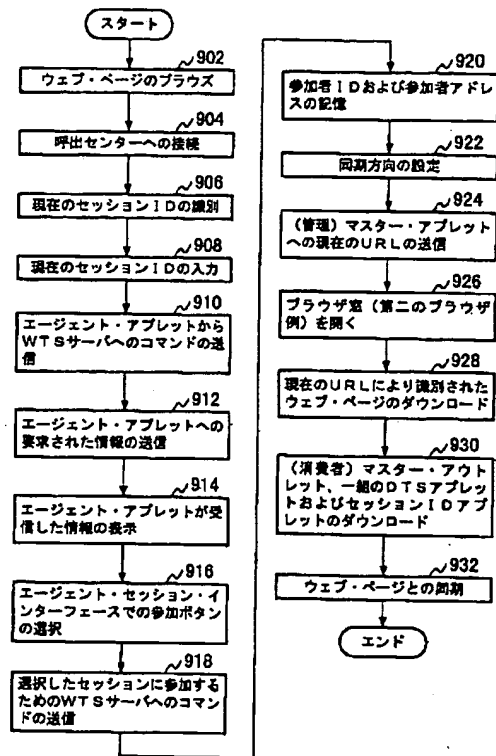 スタート
902
ウェブ・ページのブラウズ
904
呼出センターへの接続
906
現在のセッションIDの識別
908
現在のセッションIDの入力
910
エージェント・アプレットから
WTSサーバへのコマンドの送
信
912
エージェント・アプレットへの
要求された情報の送信
914
エージェント・アプレットが受
信した情報の表示
916
エージェント・セッション・イ
ンターフェースでの参加ボタン
の選択
918
選択したセッションに参加する
ためのWTSサーバへのコマン
ドの送信
920
参加者IDおよび参加者アドレ
スの記憶
922
同期方向の設定
924
(管理)マスター・アプレット
への現在のURLの送信
926
ブラウザ窓(第二のブラウザ
例)を開く
928
現在のURLにより識別された
ウェブ・ページのダウンロード
930
(消費者)マスター・アウト
レット、一組のDTSアプレッ
トおよびセッションIDアプ
レットのダウンロード
932
ウェブ・ページとの同期
エンド